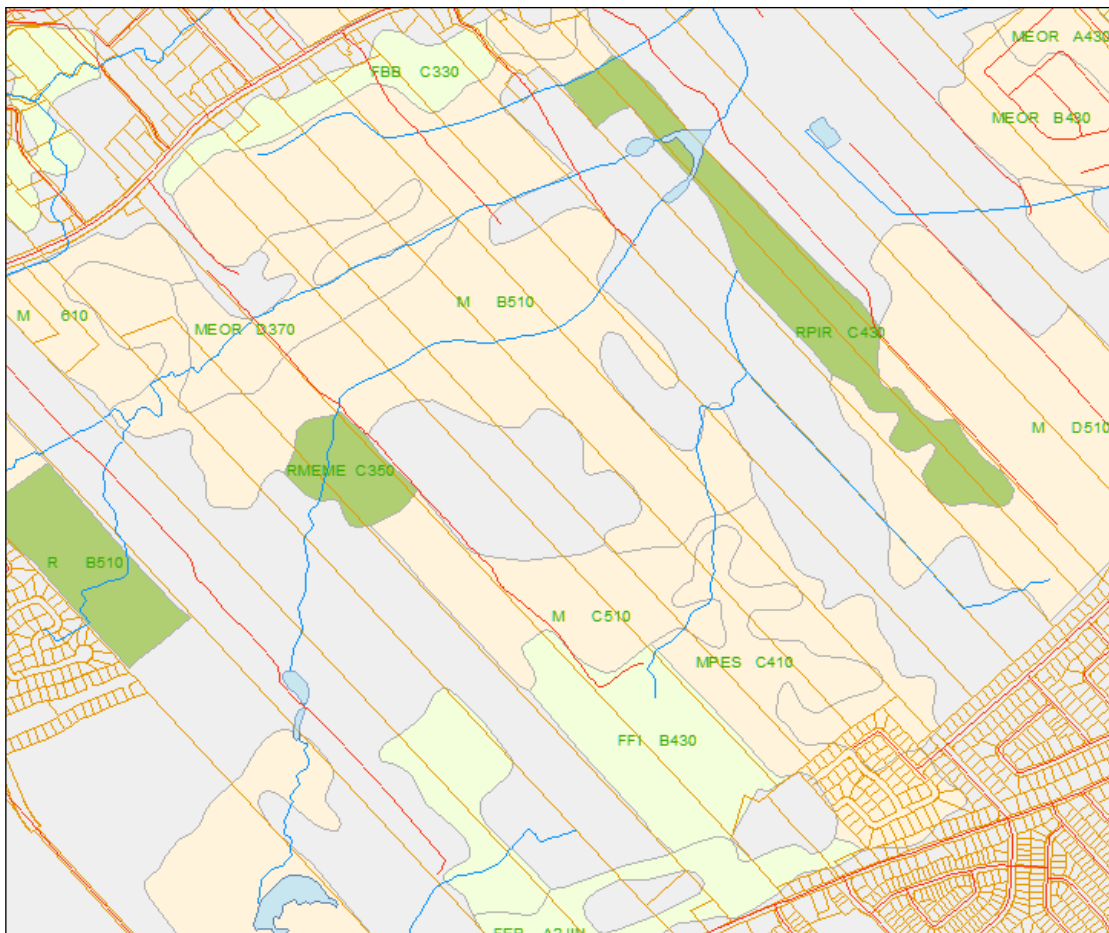 MEOR A430
FBB C330
MEOR B430
M B510
M 610
MEOR D370
RPIR C430
M D510
RMEME C350
R B510
M C510
MPES C410
FFI B430